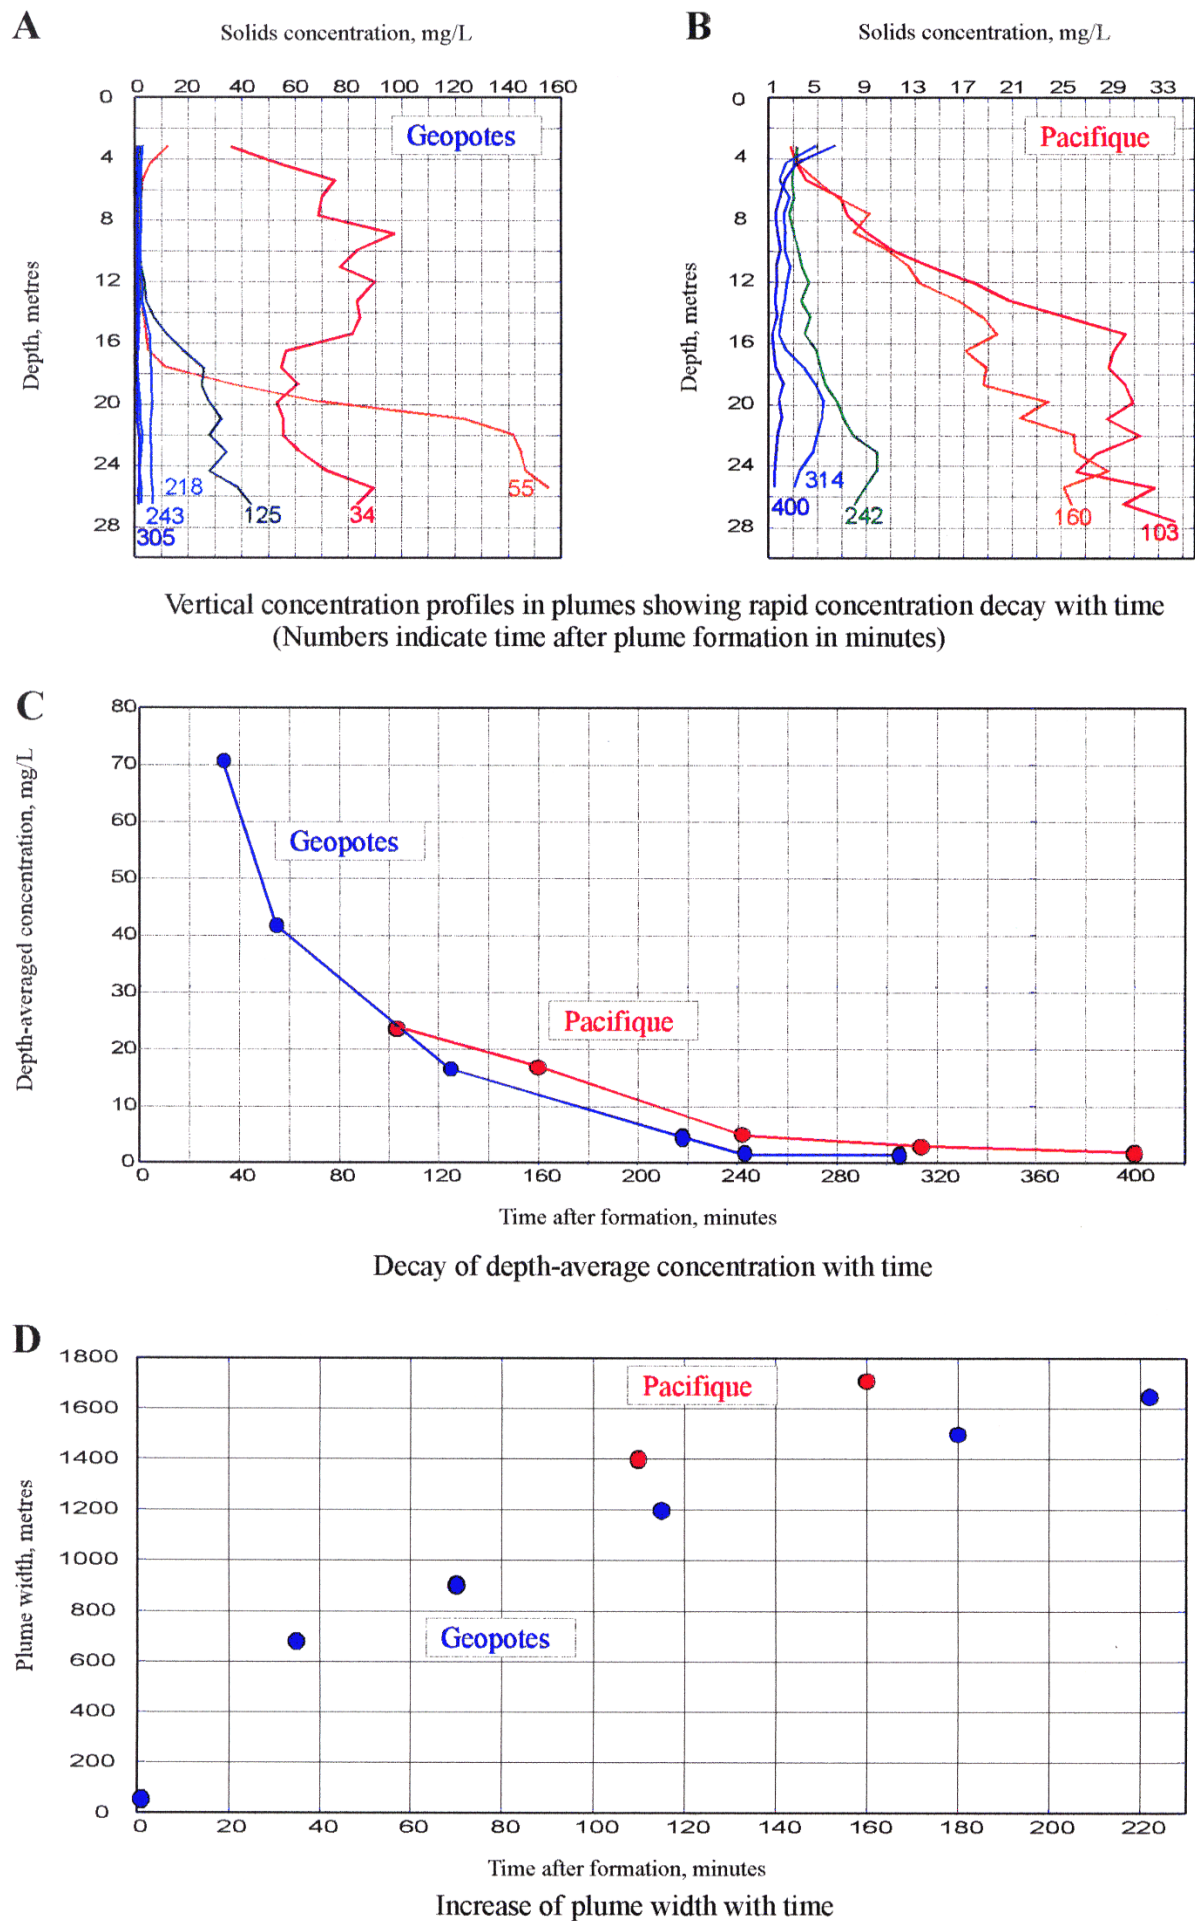 A
Solids concentration, mg/L
0 20 40 60 80 100 120 140 160
0
4
8
12
16
20
24
28
Depth, metres
Geopotes
218
243
305
125
34
55
B
Solids concentration, mg/L
1 5 9 13 17 21 25 29 33
0
4
8
12
16
20
24
28
Depth, metres
Pacifique
314
400
242
160
103
Vertical concentration profiles in plumes showing rapid concentration decay with time
(Numbers indicate time after plume formation in minutes)
C
80
70
60
50
40
30
20
10
0
Depth-averaged concentration, mg/L
Geopotes
Pacifique
0 40 80 120 160 200 240 280 320 360 400
Time after formation, minutes
Decay of depth-average concentration with time
D
1800
1600
1400
1200
1000
800
600
400
200
0
Plume width, metres
Pacifique
Geopotes
0 20 40 60 80 100 120 140 160 180 200 220
Time after formation, minutes
Increase of plume width with time